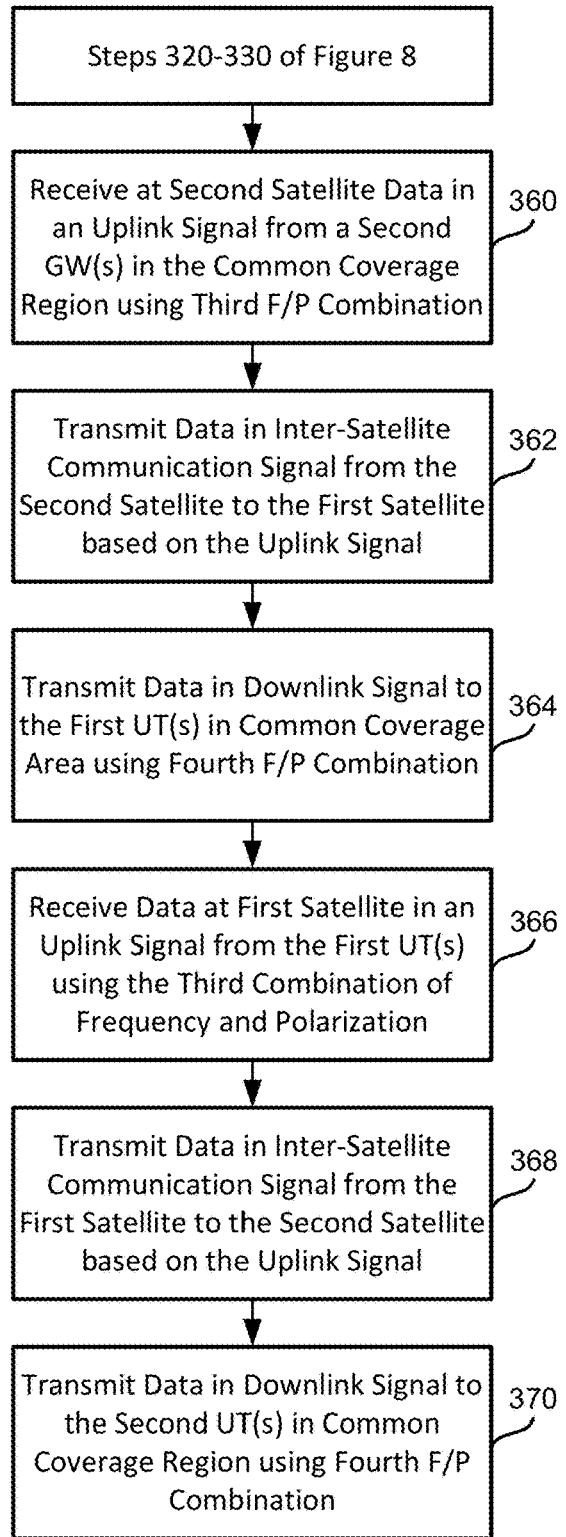 Steps 320-330 of Figure 8
Receive at Second Satellite Data in
an Uplink Signal from a Second
GW(s) in the Common Coverage
Region using Third F/P Combination
360
Transmit Data in Inter-Satellite
Communication Signal from the
Second Satellite to the First Satellite
based on the Uplink Signal
362
Transmit Data in Downlink Signal to
the First UT(s) in Common Coverage
Area using Fourth F/P Combination
364
Receive Data at First Satellite in an
Uplink Signal from the First UT(s)
using the Third Combination of
Frequency and Polarization
366
Transmit Data in Inter-Satellite
Communication Signal from the
First Satellite to the Second Satellite
based on the Uplink Signal
368
Transmit Data in Downlink Signal to
the Second UT(s) in Common
Coverage Region using Fourth F/P
Combination
370